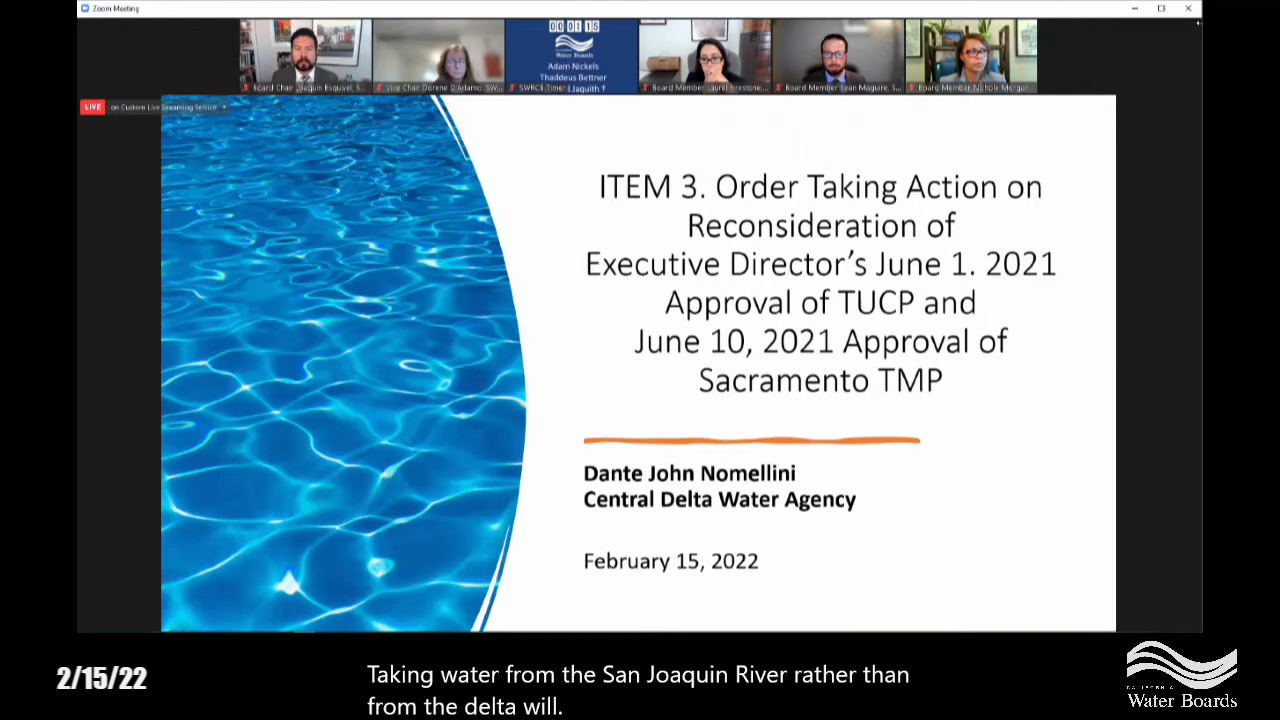 Zoom Meeting
00:01:15
Water Boards
Adam Nickels
Thaddeus Bettner
Jaquith
Board Chair Joaquin Esquivel, S...
Vice Chair Dorene D'Adamo, SW...
SWRCB Timer
Board Member Laurel Firestone,...
Board Member Sean Maguire, S...
Board Member Nichole Morgan
LIVE
on Custom Live Streaming Service
ITEM 3. Order Taking Action on
Reconsideration of
Executive Director's June 1. 2021
Approval of TUCP and
June 10, 2021 Approval of
Sacramento TMP
Dante John Nomellini
Central Delta Water Agency
February 15, 2022
2/15/22
Taking water from the San Joaquin River rather than
from the delta will.
CALIFORNIA
Water Boards